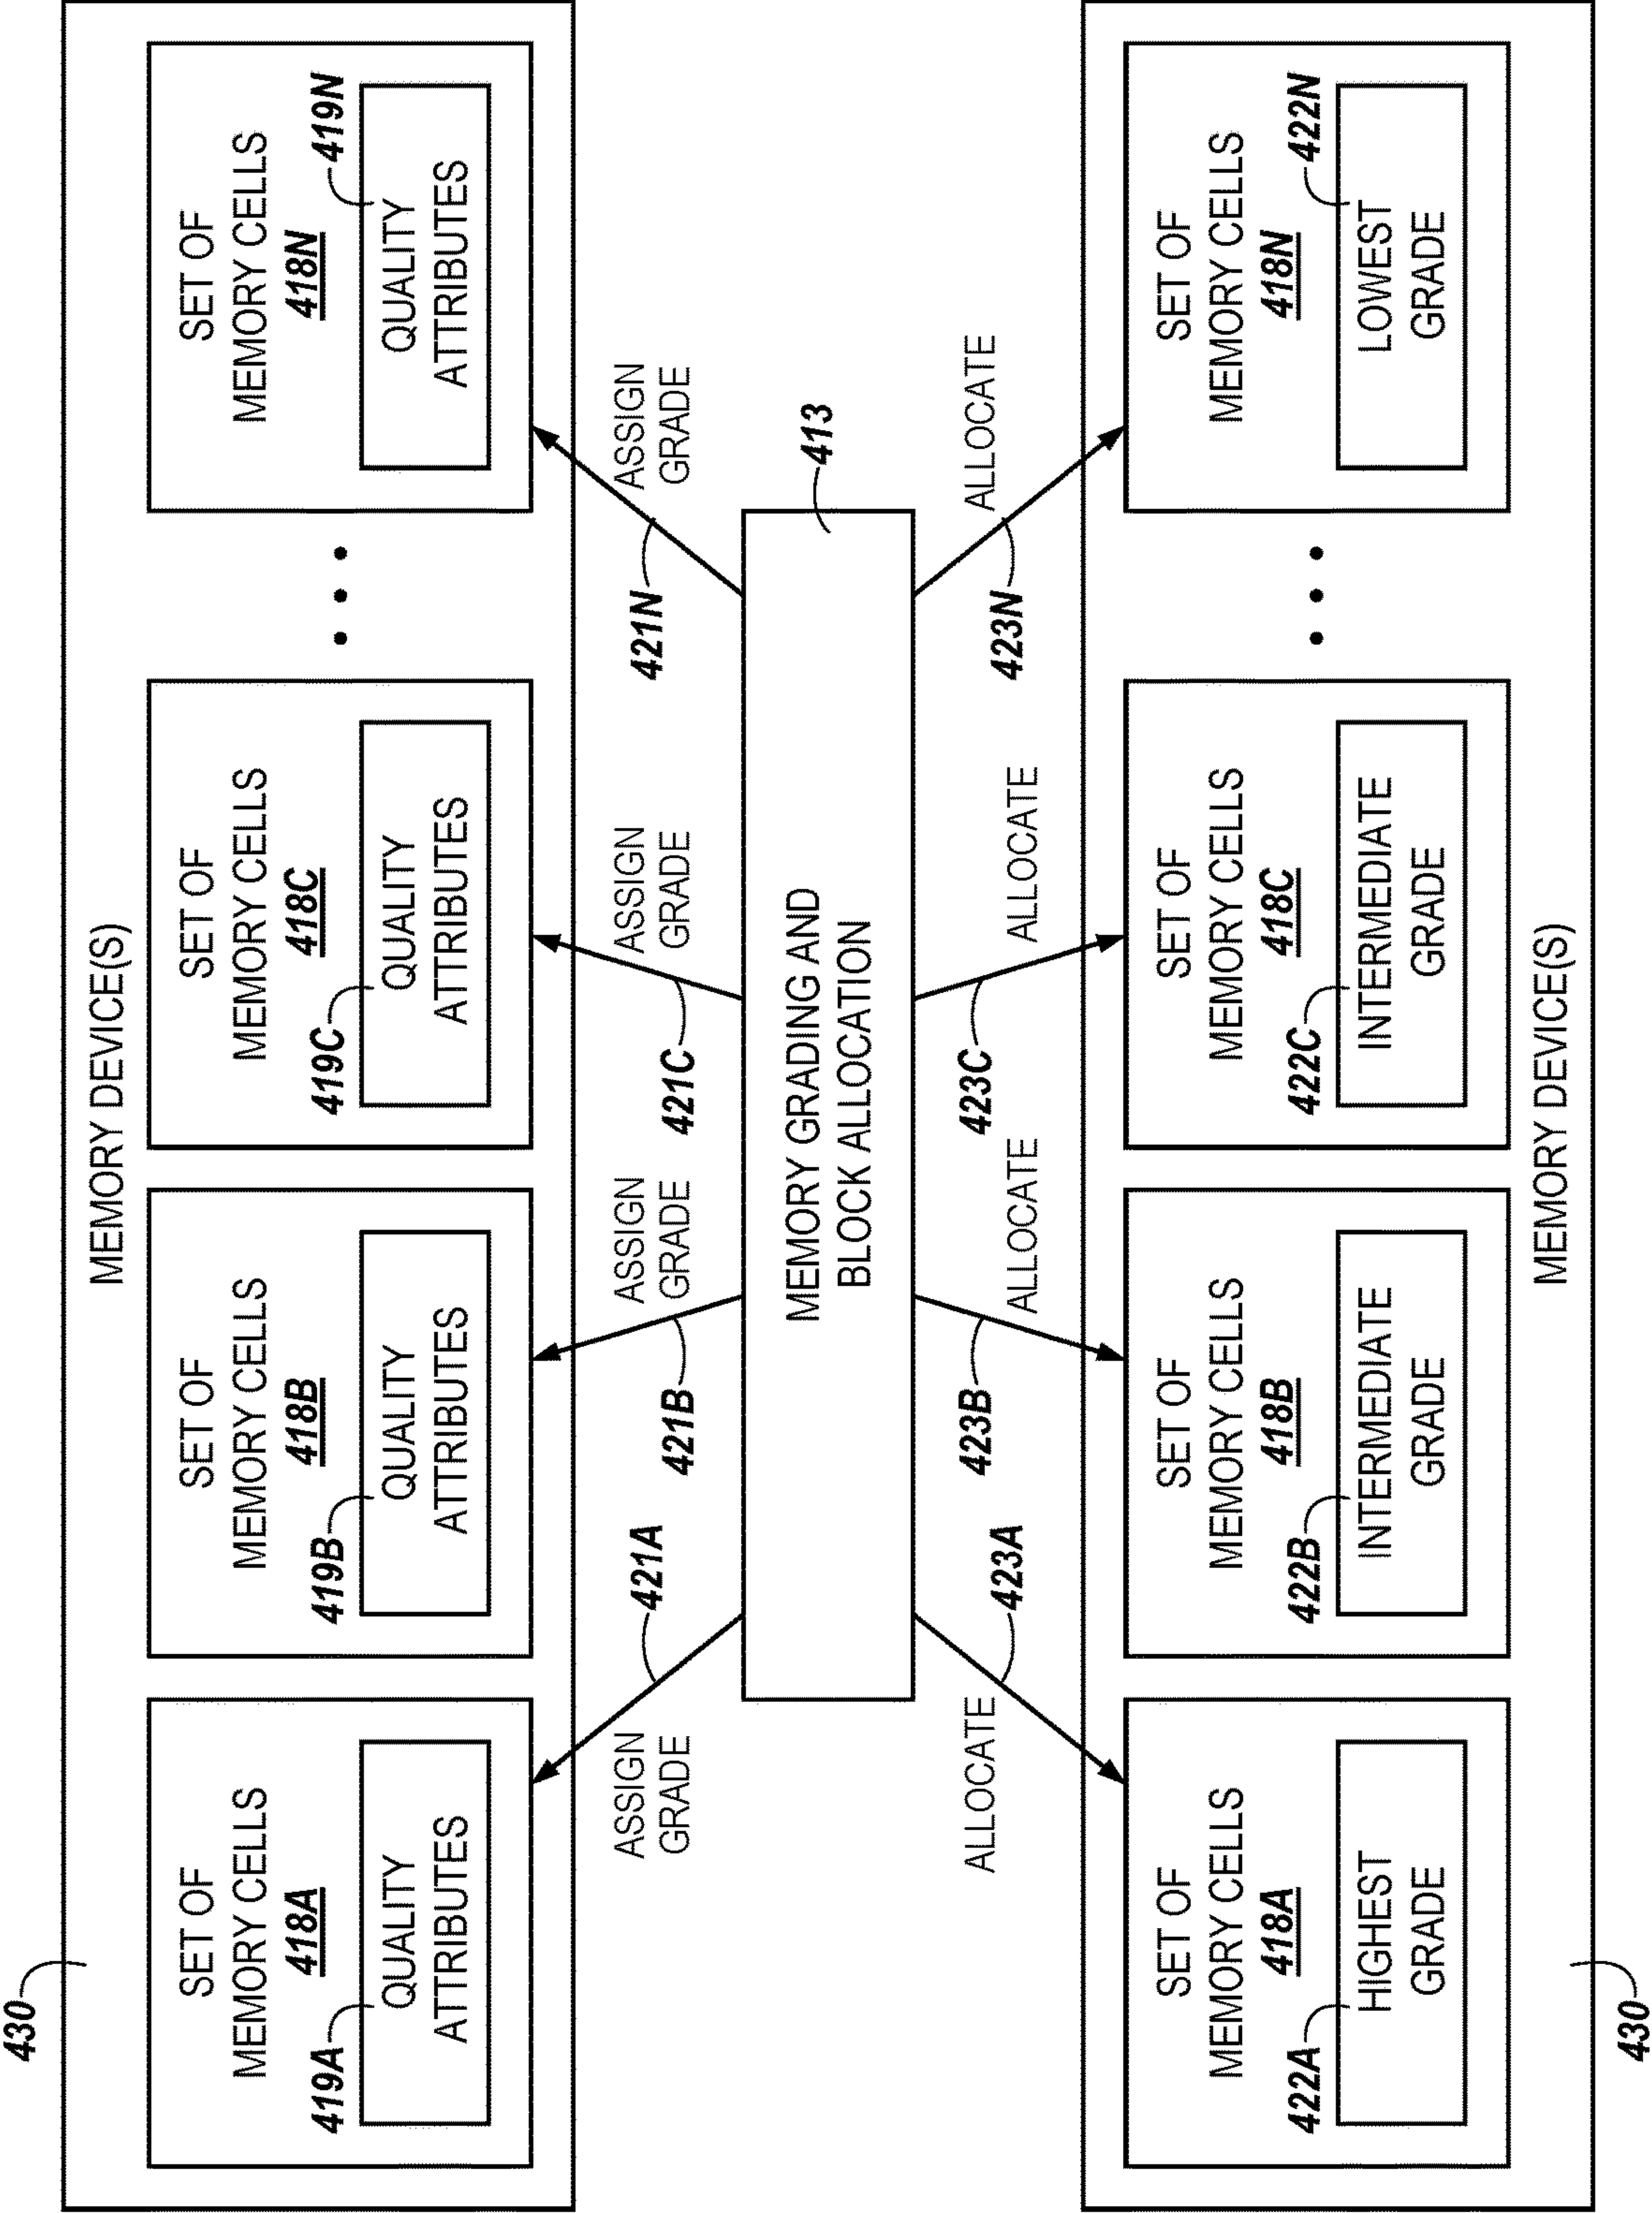 430
MEMORY DEVICE(S)
SET OF
MEMORY CELLS
418A
419A
QUALITY
ATTRIBUTES
SET OF
MEMORY CELLS
418B
419B
QUALITY
ATTRIBUTES
SET OF
MEMORY CELLS
418C
419C
QUALITY
ATTRIBUTES
SET OF
MEMORY CELLS
418N
419N
QUALITY
ATTRIBUTES
ASSIGN
GRADE
421A
421B
ASSIGN
GRADE
421C
ASSIGN
GRADE
421N
ASSIGN
GRADE
MEMORY GRADING AND
BLOCK ALLOCATION
413
ALLOCATE
423A
423B
ALLOCATE
423C
ALLOCATE
423N
ALLOCATE
SET OF
MEMORY CELLS
418A
422A
HIGHEST
GRADE
SET OF
MEMORY CELLS
418B
422B
INTERMEDIATE
GRADE
SET OF
MEMORY CELLS
418C
422C
INTERMEDIATE
GRADE
SET OF
MEMORY CELLS
418N
422N
LOWEST
GRADE
MEMORY DEVICE(S)
430